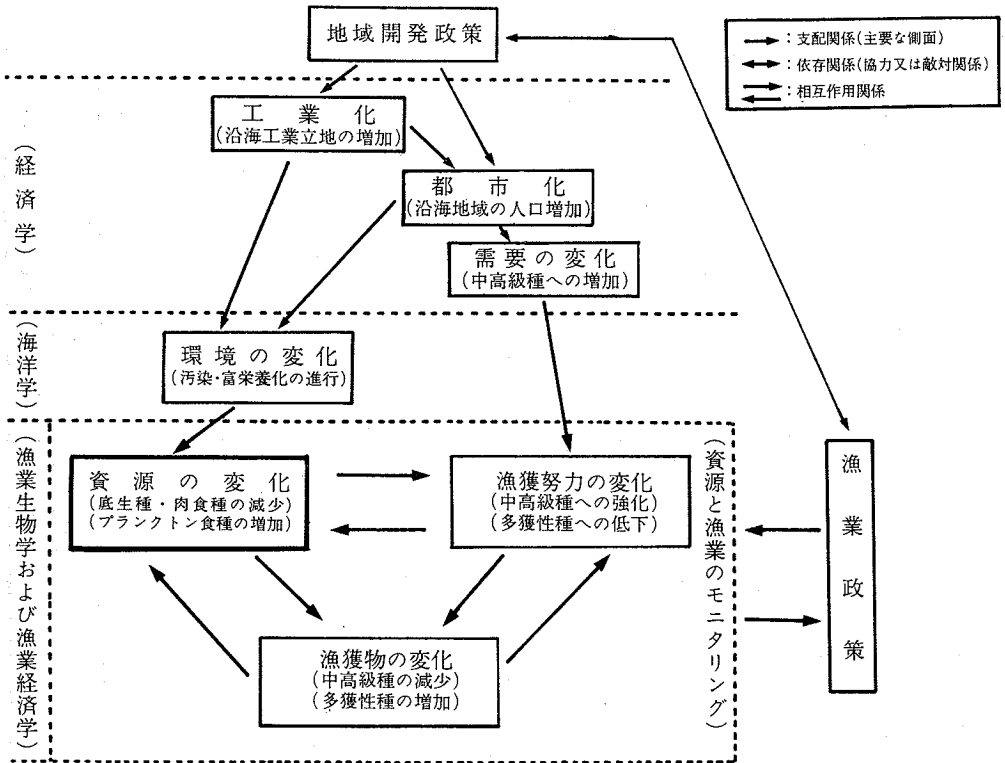 地域開発政策
:支配関係(主要な側面)
:依存関係(協力又は敵対関係)
:相互作用関係
(経済学)
工業化
(沿海工業立地の増加)
都市化
(沿海地域の人口増加)
需要の変化
(中高級種への増加)
(海洋学)
環境の変化
(汚染・富栄養化の進行)
(漁業生物学および漁業経済学)
資源の変化
(底生種・肉食種の減少)
(プランクトン食種の増加)
漁獲努力の変化
(中高級種への強化)
(多獲性種への低下)
漁獲物の変化
(中高級種の減少)
(多獲性種の増加)
(資源と漁業のモニタリング)
漁業政策